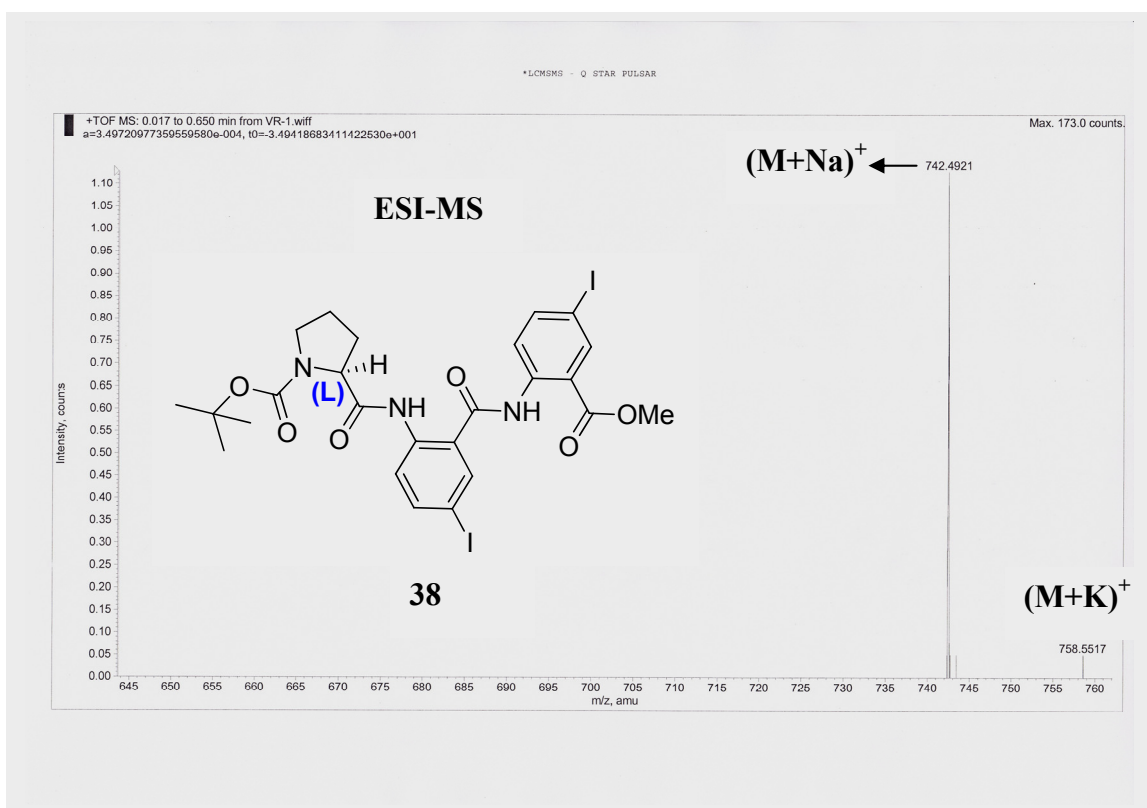 *LCMSMS - Q STAR PULSAR
+TOF MS: 0.017 to 0.650 min from VR-1.wiff
a=3.49720977359559580e-004, t0=-3.49418683411422530e+001
Max. 173.0 counts.
(M+Na)+
742.4921
ESI-MS
Intensity, counts
1.10
1.05
1.00
0.95
0.90
0.85
0.80
0.75
0.70
0.65
0.60
0.55
0.50
0.45
0.40
0.35
0.30
0.25
0.20
0.15
0.10
0.05
0.00
I
N
H
(L)
O
O
O
NH
O
NH
OMe
O
I
38
(M+K)+
758.5517
645 650 655 660 665 670 675 680 685 690 695 700 705 710 715 720 725 730 735 740 745 750 755 760
m/z, amu